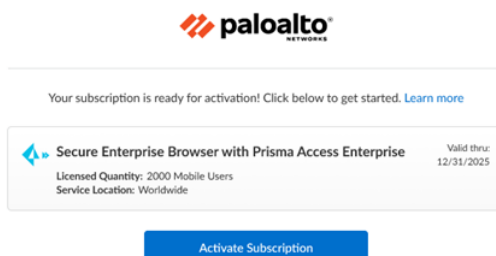 paloalto
NETWORKS
Your subscription is ready for activation! Click below to get started. Learn more
Secure Enterprise Browser with Prisma Access Enterprise
Valid thru:
12/31/2025
Licensed Quantity: 2000 Mobile Users
Service Location: Worldwide
Activate Subscription